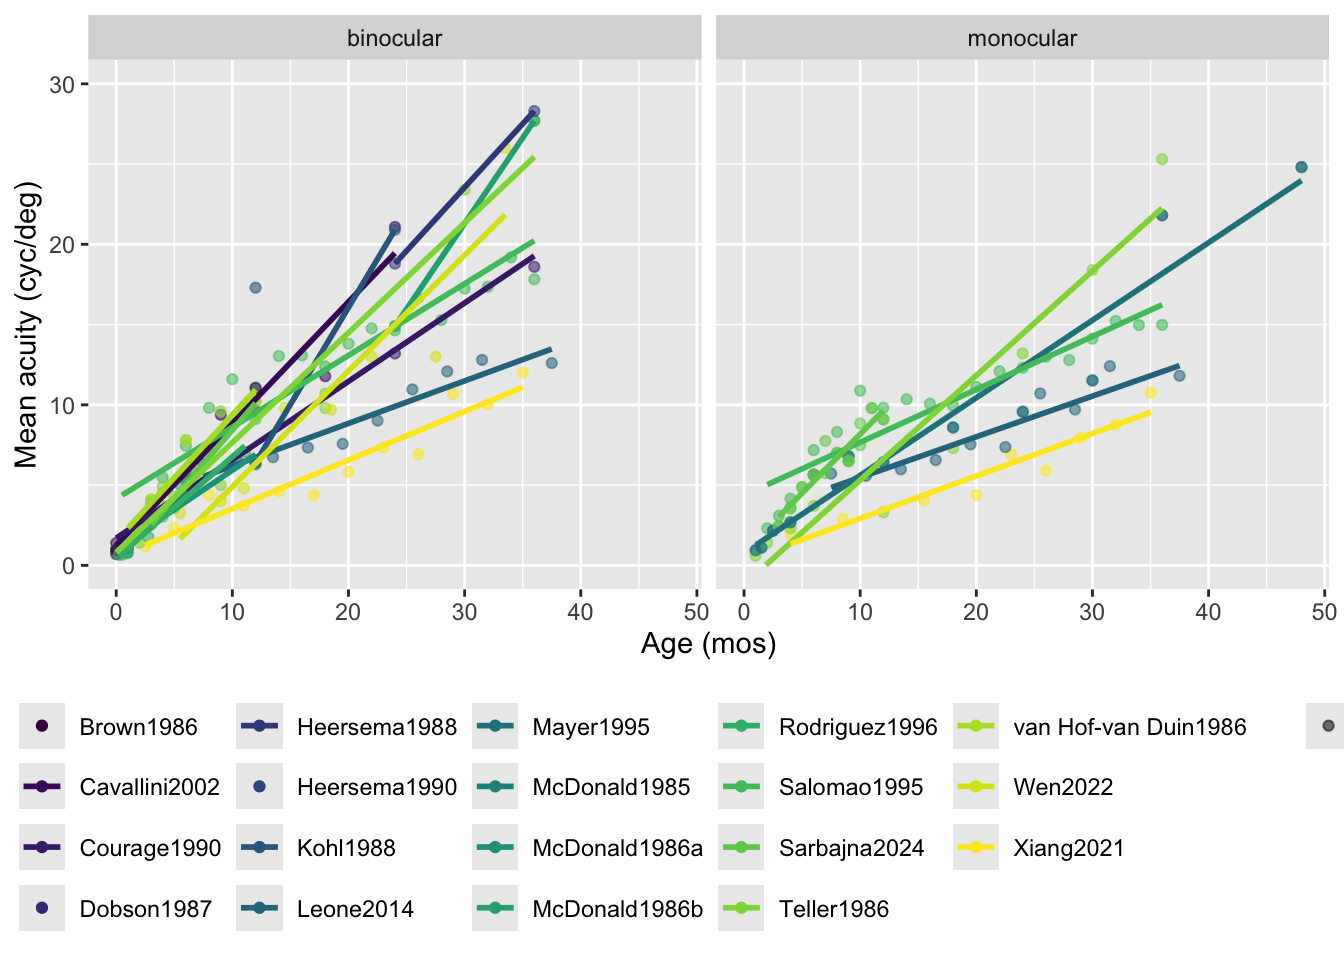 binocular monocular
30
20
10
0
Mean acuity (cyc/deg)
0 10 20 30 40 50 0 10 20 30 40 50
Age (mos)
Brown1986 Heersema1988 Mayer1995 Rodriguez1996 van Hof-van Duin1986
Cavallini2002 Heersema1990 McDonald1985 Salomao1995 Wen2022
Courage1990 Kohl1988 McDonald1986a Sarbajna2024 Xiang2021
Dobson1987 Leone2014 McDonald1986b Teller1986